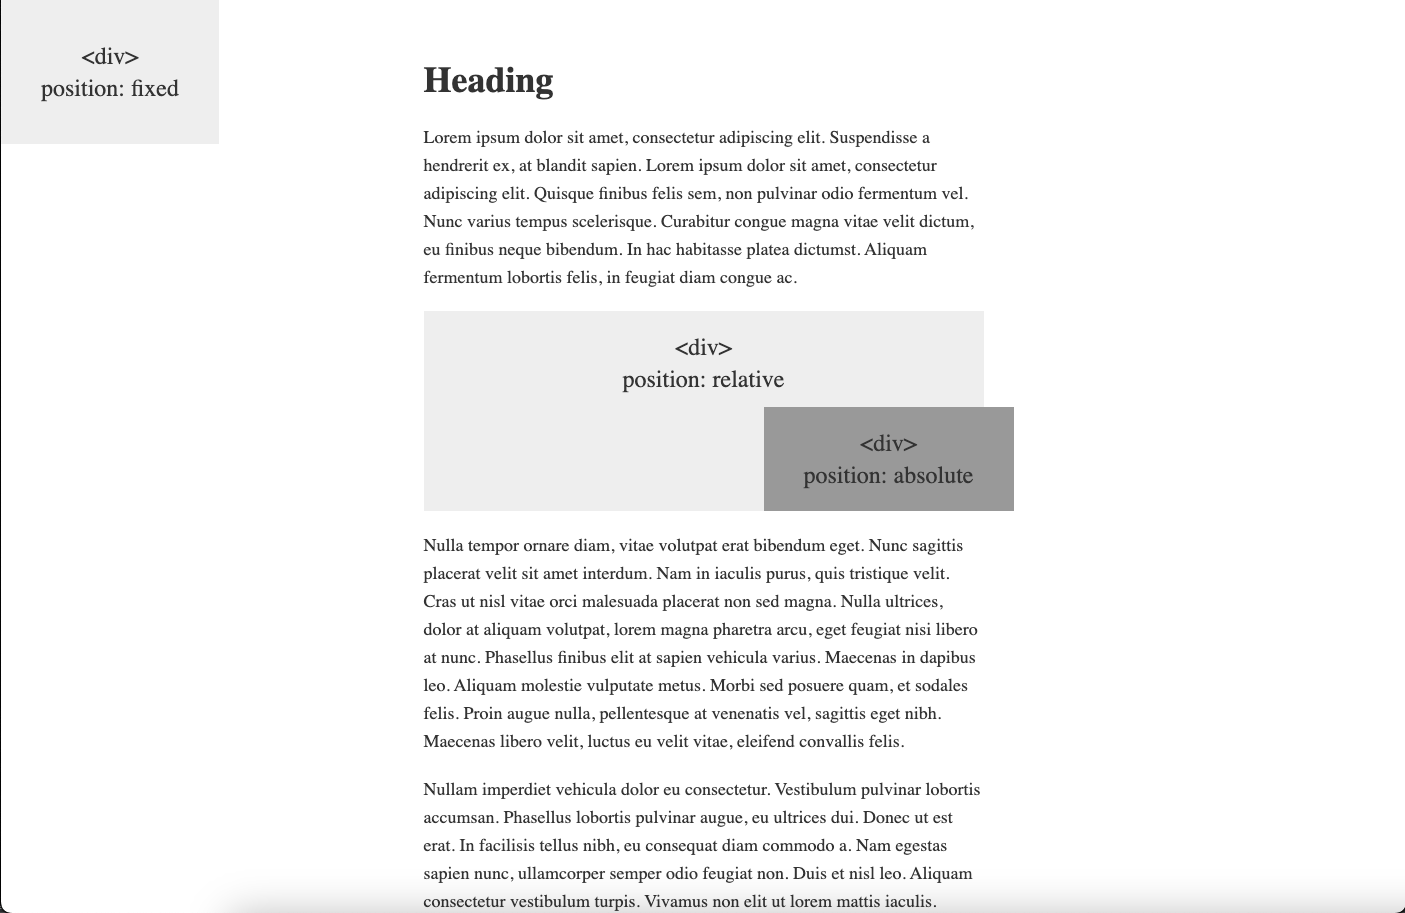 <div>
position: fixed
Heading
Lorem ipsum dolor sit amet, consectetur adipiscing elit. Suspendisse a
hendrerit ex, at blandit sapien. Lorem ipsum dolor sit amet, consectetur
adipiscing elit. Quisque finibus felis sem, non pulvinar odio fermentum vel.
Nunc varius tempus scelerisque. Curabitur congue magna vitae velit dictum,
eu finibus neque bibendum. In hac habitasse platea dictumst. Aliquam
fermentum lobortis felis, in feugiat diam congue ac.
<div>
position: relative
<div>
position: absolute
Nulla tempor ornare diam, vitae volutpat erat bibendum eget. Nunc sagittis
placerat velit sit amet interdum. Nam in iaculis purus, quis tristique velit.
Cras ut nisl vitae orci malesuada placerat non sed magna. Nulla ultrices,
dolor at aliquam volutpat, lorem magna pharetra arcu, eget feugiat nisi libero
at nunc. Phasellus finibus elit at sapien vehicula varius. Maecenas in dapibus
leo. Aliquam molestie vulputate metus. Morbi sed posuere quam, et sodales
felis. Proin augue nulla, pellentesque at venenatis vel, sagittis eget nibh.
Maecenas libero velit, luctus eu velit vitae, eleifend convallis felis.
Nullam imperdiet vehicula dolor eu consectetur. Vestibulum pulvinar lobortis
accumsan. Phasellus lobortis pulvinar augue, eu ultrices dui. Donec ut est
erat. In facilisis tellus nibh, eu consequat diam commodo a. Nam egestas
sapien nunc, ullamcorper semper odio feugiat non. Duis et nisl leo. Aliquam
consectetur vestibulum turpis. Vivamus non elit ut lorem mattis iaculis.